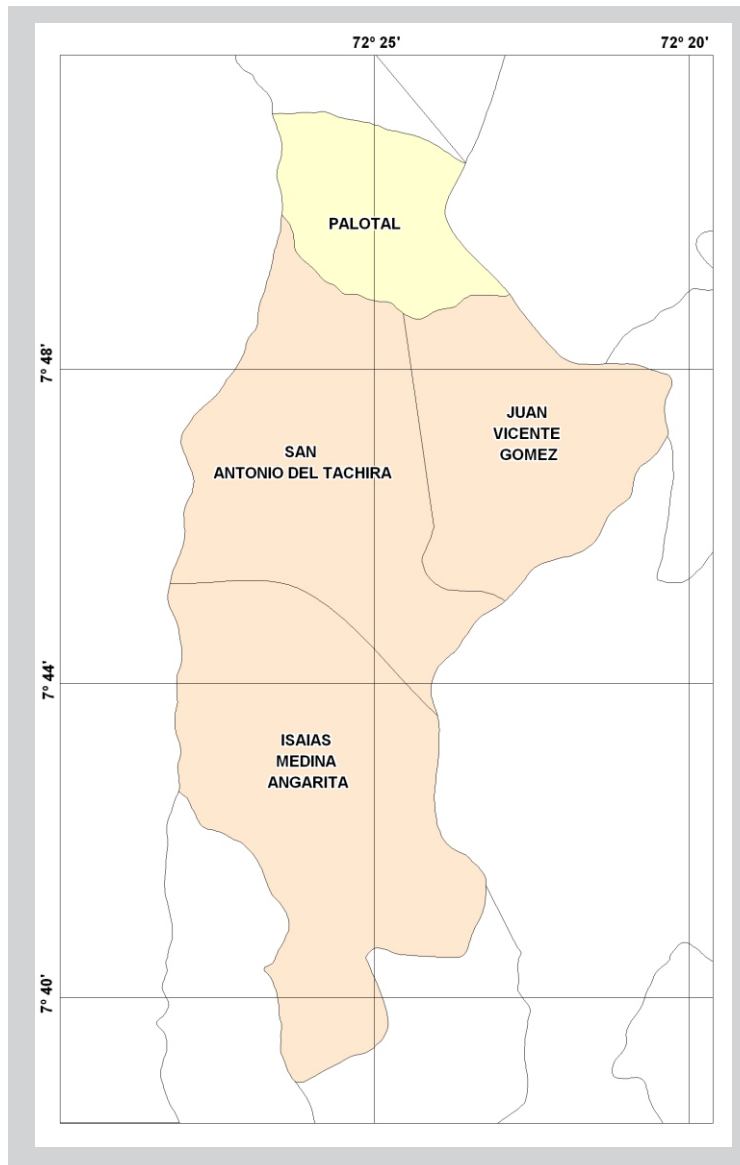 72° 25'
72° 20'
PALOTAL
7° 48'
JUAN
VICENTE
GOMEZ
SAN
ANTONIO DEL TACHIRA
7° 44'
ISAIAS
MEDINA
ANGARITA
7° 40'